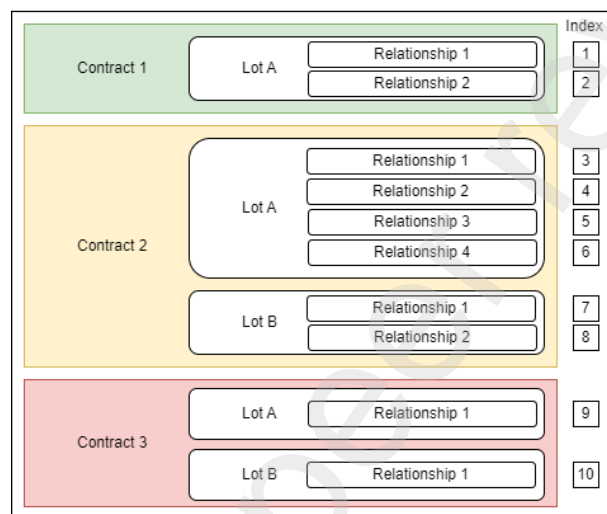 Index
Contract 1
Lot A
Relationship 1
1
Relationship 2
2
Contract 2
Lot A
Relationship 1
3
Relationship 2
4
Relationship 3
5
Relationship 4
6
Lot B
Relationship 1
7
Relationship 2
8
Contract 3
Lot A
Relationship 1
9
Lot B
Relationship 1
10
peer re